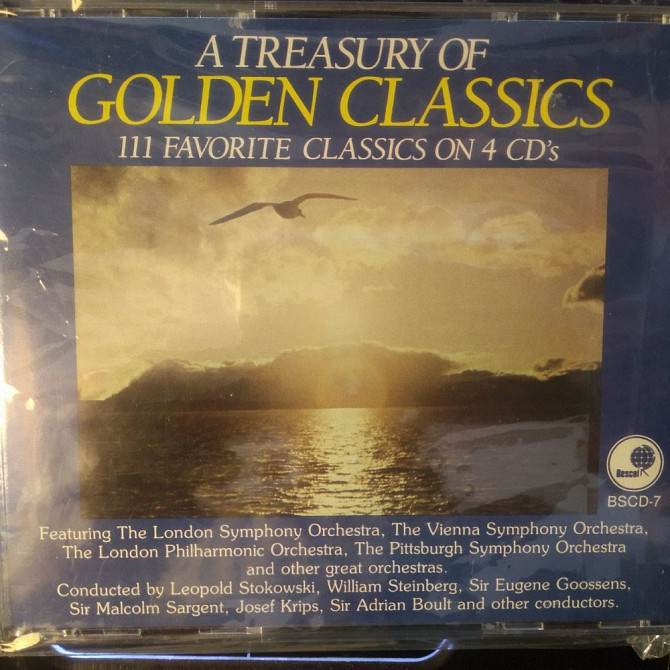 A TREASURY OF
GOLDEN CLASSICS
111 FAVORITE CLASSICS ON 4 CD's
Bescol
BSCD-7
Featuring The London Symphony Orchestra, The Vienna Symphony Orchestra,
The London Philharmonic Orchestra, The Pittsburgh Symphony Orchestra
and other great orchestras.
Conducted by Leopold Stokowski, William Steinberg, Sir Eugene Goossens,
Sir Malcolm Sargent, Josef Krips, Sir Adrian Boult and other conductors.